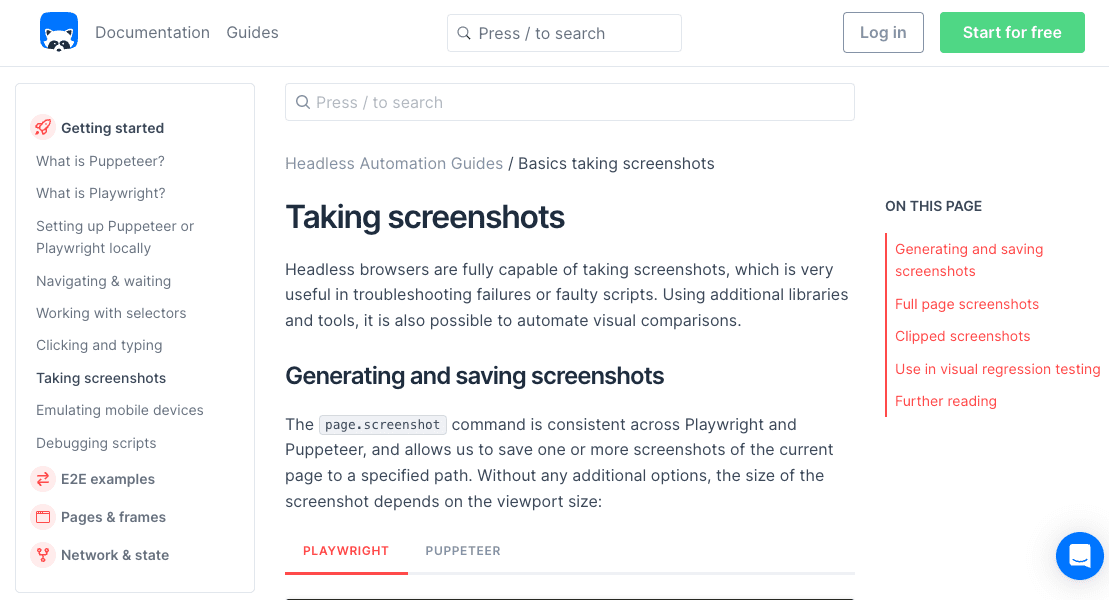 Documentation Guides Press / to search Log in Start for free
Press / to search
Getting started
What is Puppeteer?
What is Playwright?
Setting up Puppeteer or
Playwright locally
Navigating & waiting
Working with selectors
Clicking and typing
Taking screenshots
Emulating mobile devices
Debugging scripts
E2E examples
Pages & frames
Network & state
Headless Automation Guides / Basics taking screenshots
Taking screenshots
Headless browsers are fully capable of taking screenshots, which is very
useful in troubleshooting failures or faulty scripts. Using additional libraries
and tools, it is also possible to automate visual comparisons.
Generating and saving screenshots
The page.screenshot command is consistent across Playwright and
Puppeteer, and allows us to save one or more screenshots of the current
page to a specified path. Without any additional options, the size of the
screenshot depends on the viewport size:
PLAYWRIGHT PUPPETEER
ON THIS PAGE
Generating and saving
screenshots
Full page screenshots
Clipped screenshots
Use in visual regression testing
Further reading